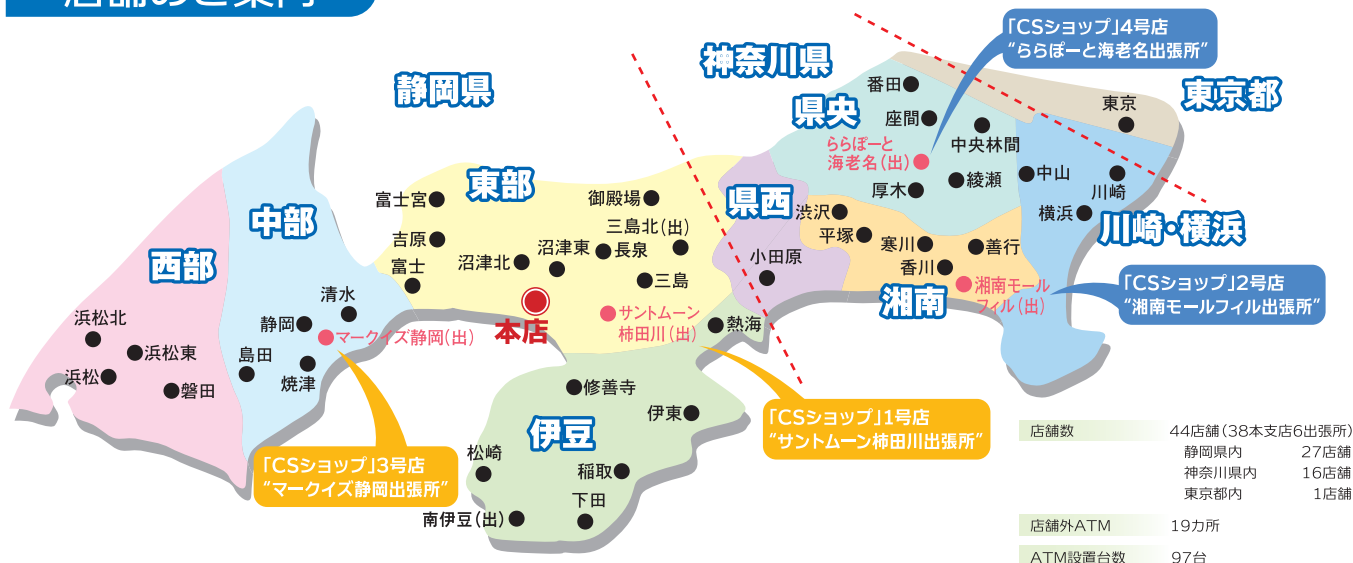 店舗のご案内
「CSショップ」4号店
“ららぽーと海老名出張所”
神奈川県
静岡県
東京都
番田
県央
東京
座間
中央林間
ららぽーと
海老名(出)
綾瀬
中山
川崎
厚木
横浜
川崎・横浜
東部
富士宮
御殿場
県西
渋沢
三島北(出)
平塚
中部
吉原
沼津東
長泉
寒川
善行
西部
沼津北
小田原
香川
富士
三島
湘南モール
フィル(出)
湘南
「CSショップ」2号店
“湘南モールフィル出張所”
清水
浜松北
静岡
本店
サントムーン
柿田川(出)
熱海
マークイズ静岡(出)
浜松東
島田
浜松
焼津
磐田
修善寺
伊豆
伊東
「CSショップ」1号店
“サントムーン柿田川出張所”
「CSショップ」3号店
“マークイズ静岡出張所”
松崎
稲取
下田
南伊豆(出)
店舗数 44店舗(38本支店6出張所)
静岡県内 27店舗
神奈川県内 16店舗
東京都内 1店舗
店舗外ATM 19カ所
ATM設置台数 97台